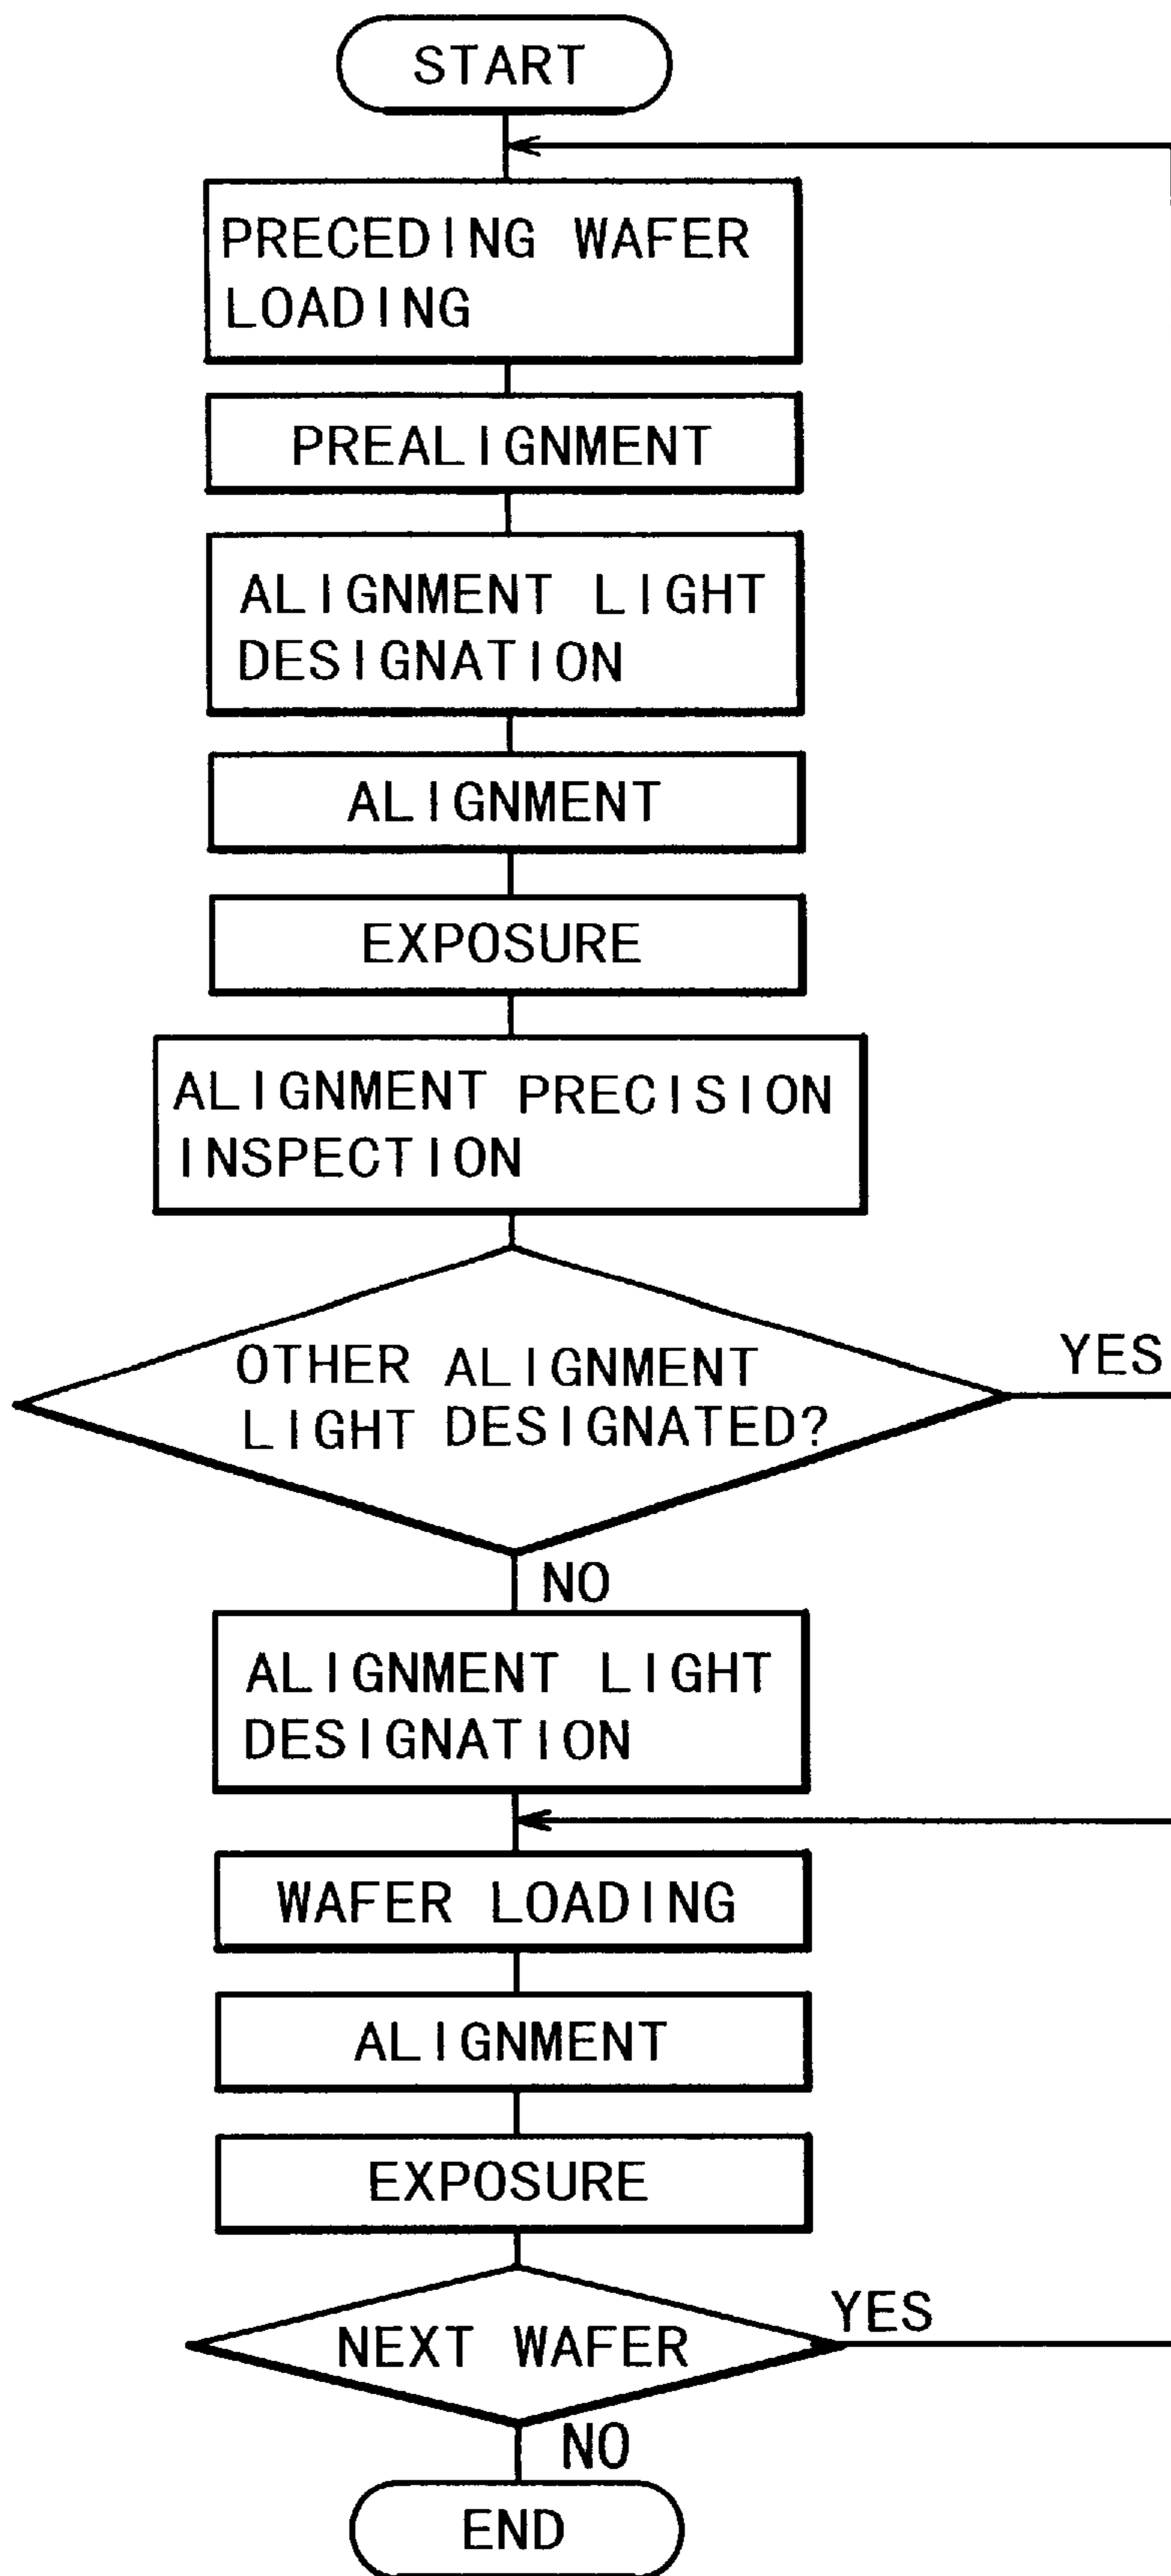 START
PRECEDING WAFER
LOADING
PREALIGNMENT
ALIGNMENT LIGHT
DESIGNATION
ALIGNMENT
EXPOSURE
ALIGNMENT PRECISION
INSPECTION
OTHER ALIGNMENT
LIGHT DESIGNATED?
YES
NO
ALIGNMENT LIGHT
DESIGNATION
WAFER LOADING
ALIGNMENT
EXPOSURE
NEXT WAFER
YES
NO
END